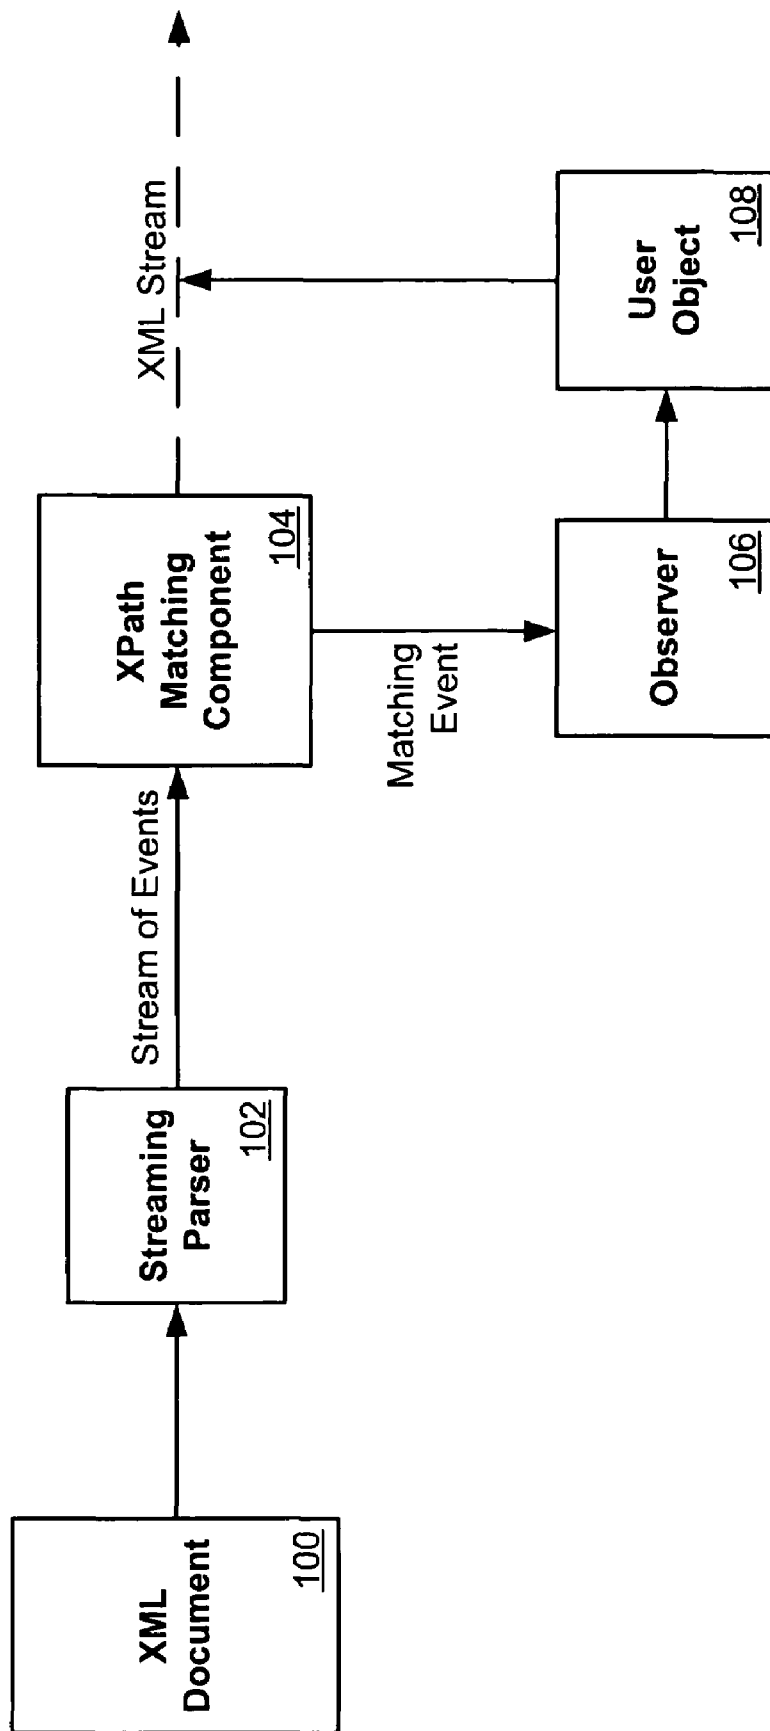 XML
Document
100
Streaming
Parser
102
Stream of Events
XPath
Matching
Component
104
XML Stream
Matching
Event
Observer
106
User
Object
108